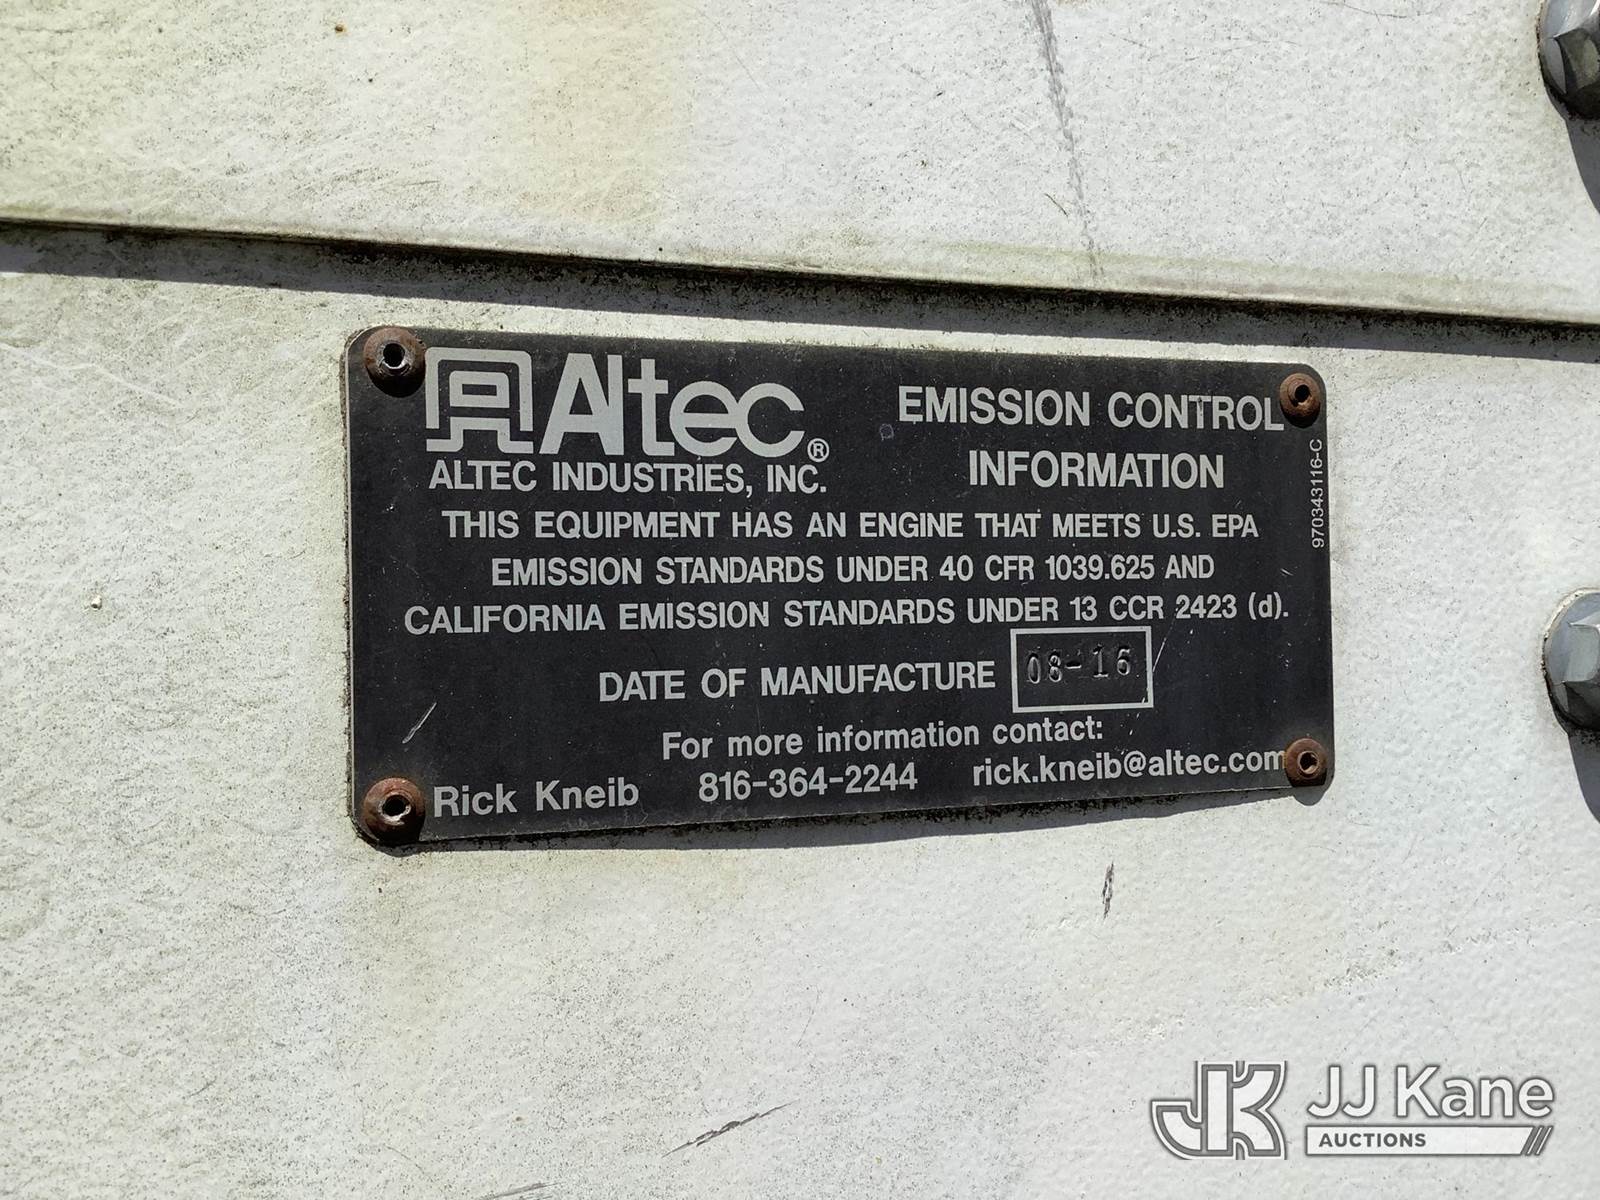 Altec®
ALTEC INDUSTRIES, INC.
EMISSION CONTROL
INFORMATION
970343116-C
THIS EQUIPMENT HAS AN ENGINE THAT MEETS U.S. EPA
EMISSION STANDARDS UNDER 40 CFR 1039.625 AND
CALIFORNIA EMISSION STANDARDS UNDER 13 CCR 2423 (d).
DATE OF MANUFACTURE 08-16
For more information contact:
Rick Kneib 816-364-2244 rick.kneib@altec.com
JK JJ Kane
AUCTIONS